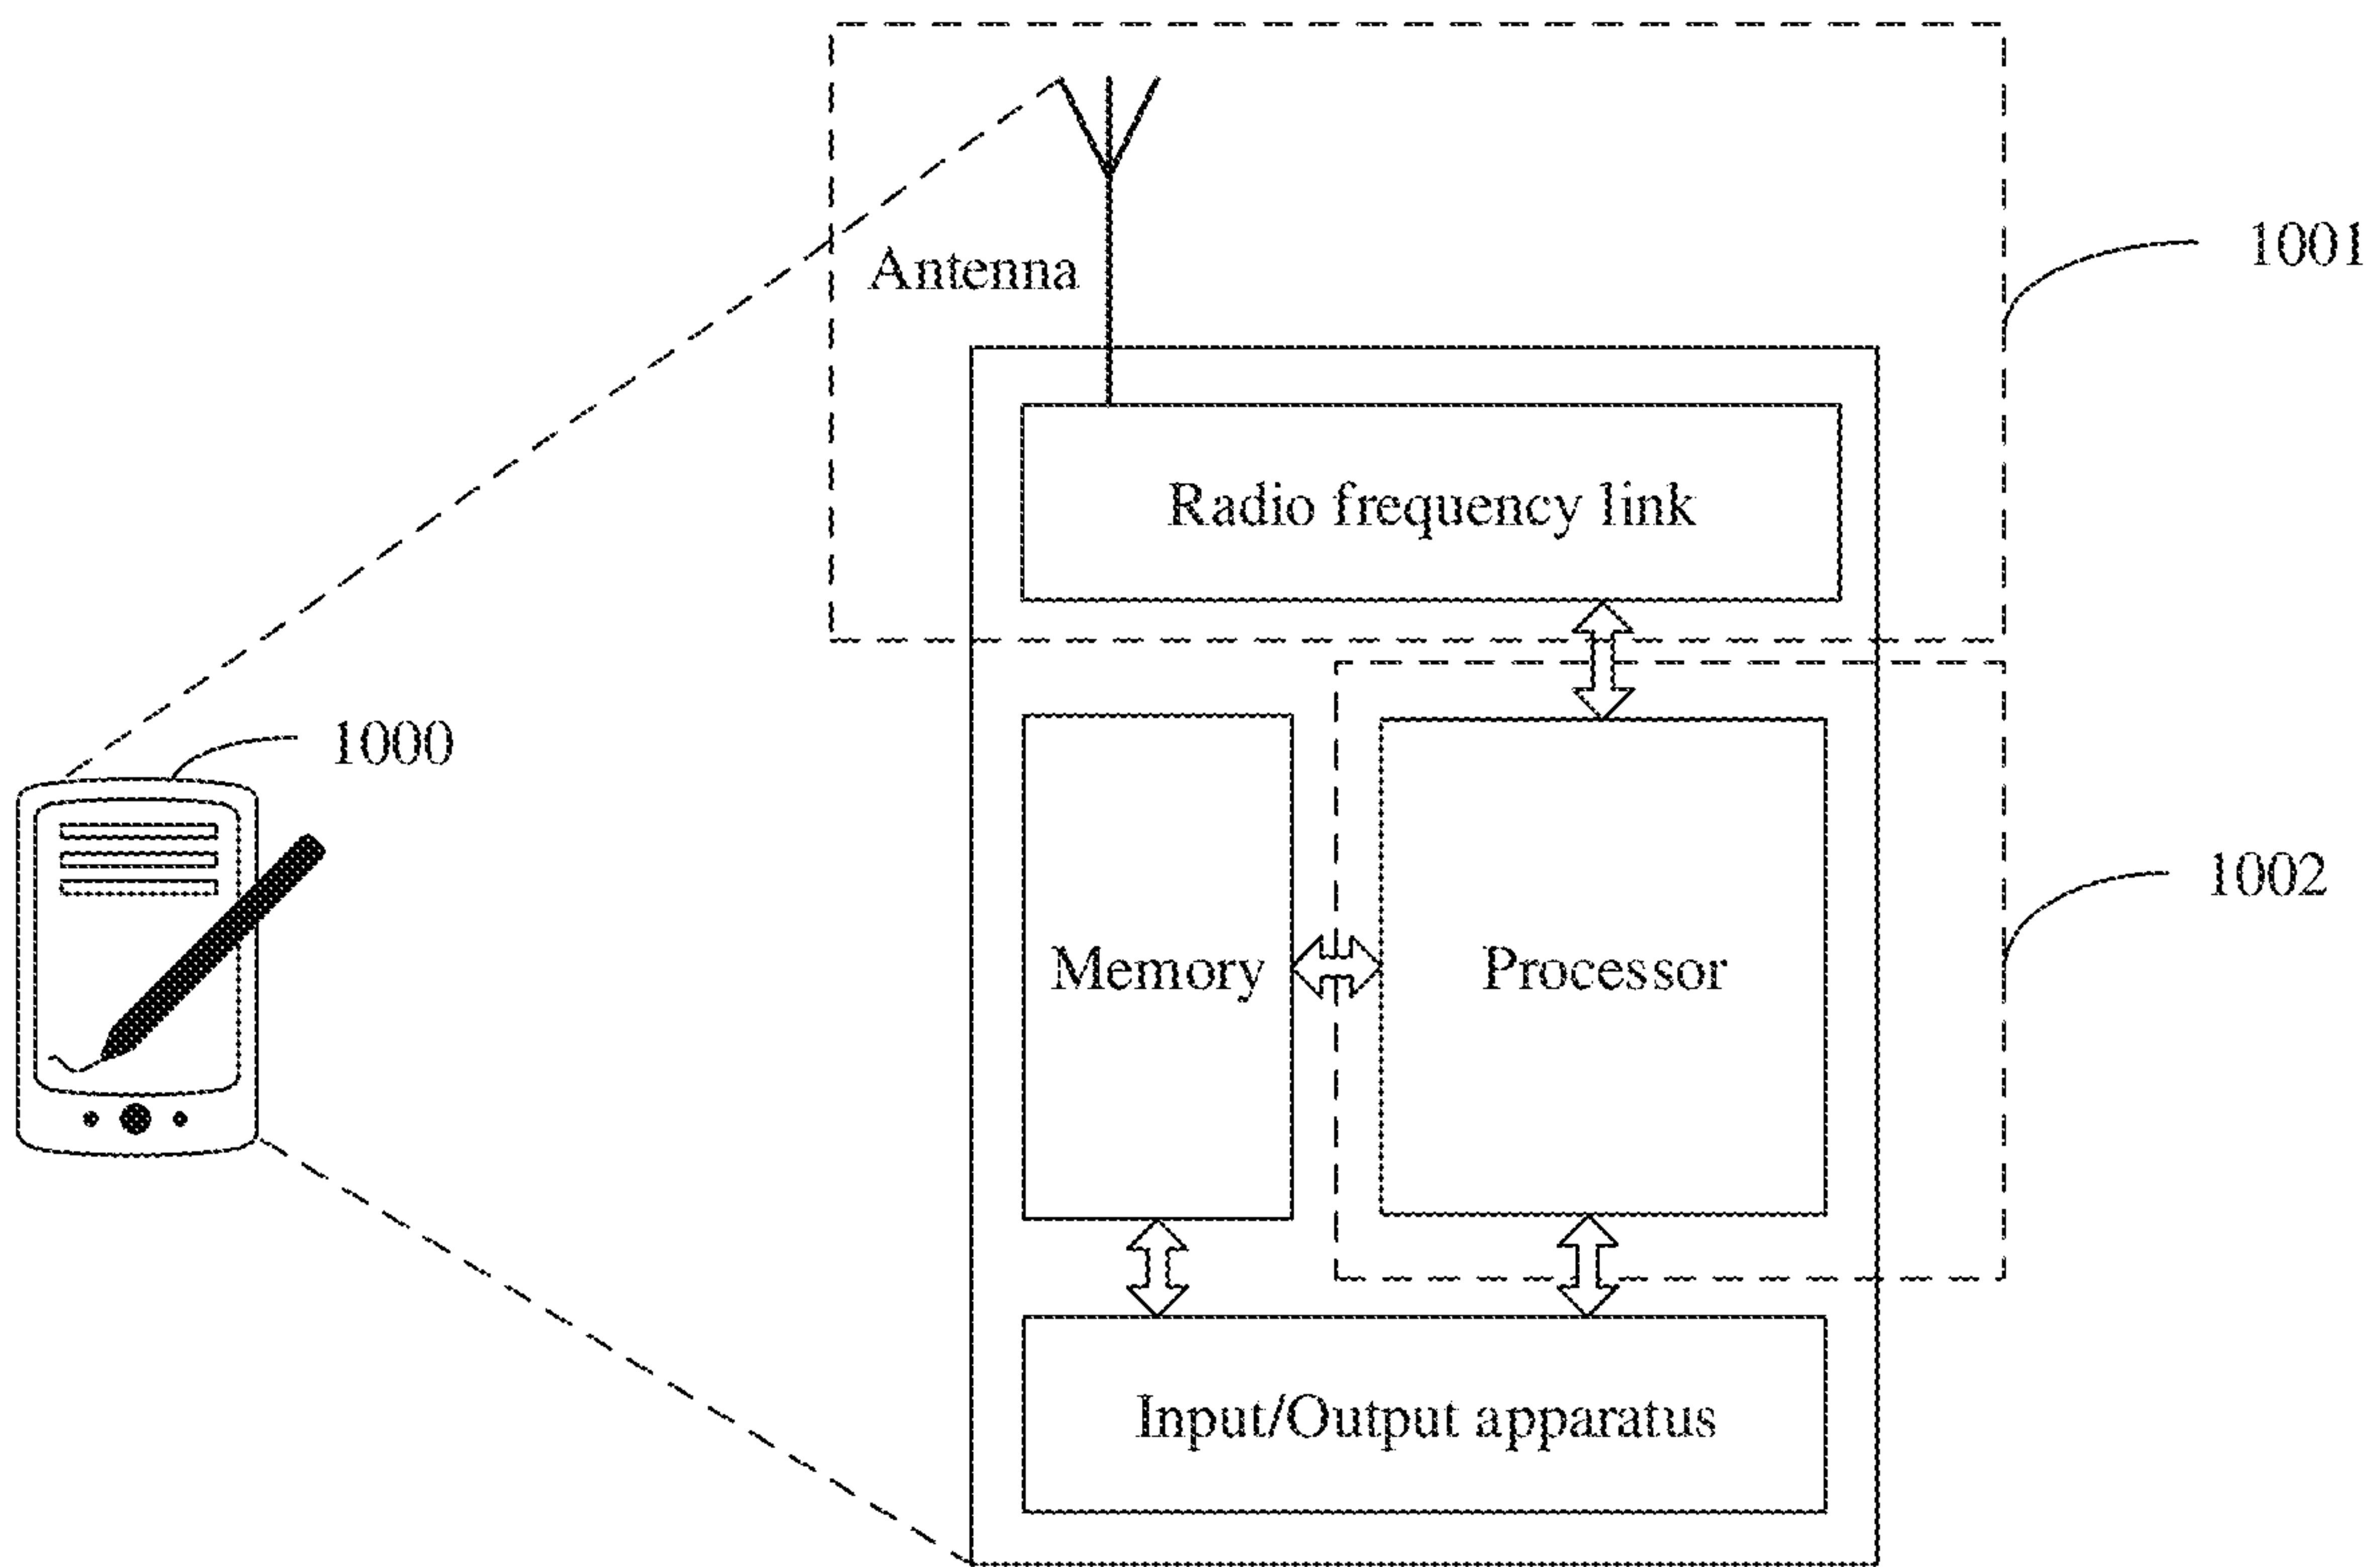 Antenna
1001
Radio frequency link
1000
1002
Memory
Processor
Input/Output apparatus